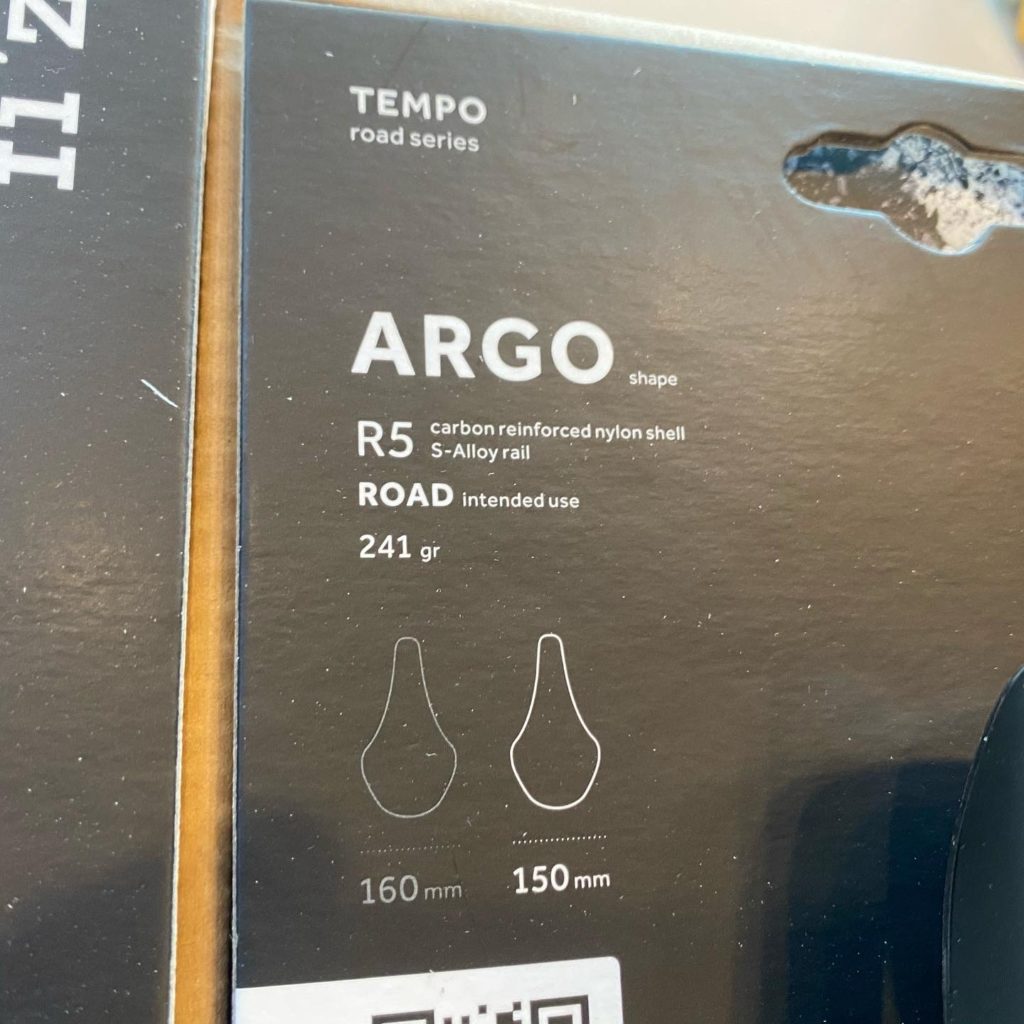 TEMPO
road series
ARGO shape
R5 carbon reinforced nylon shell
S-Alloy rail
ROAD intended use
241 gr
160 mm
150 mm